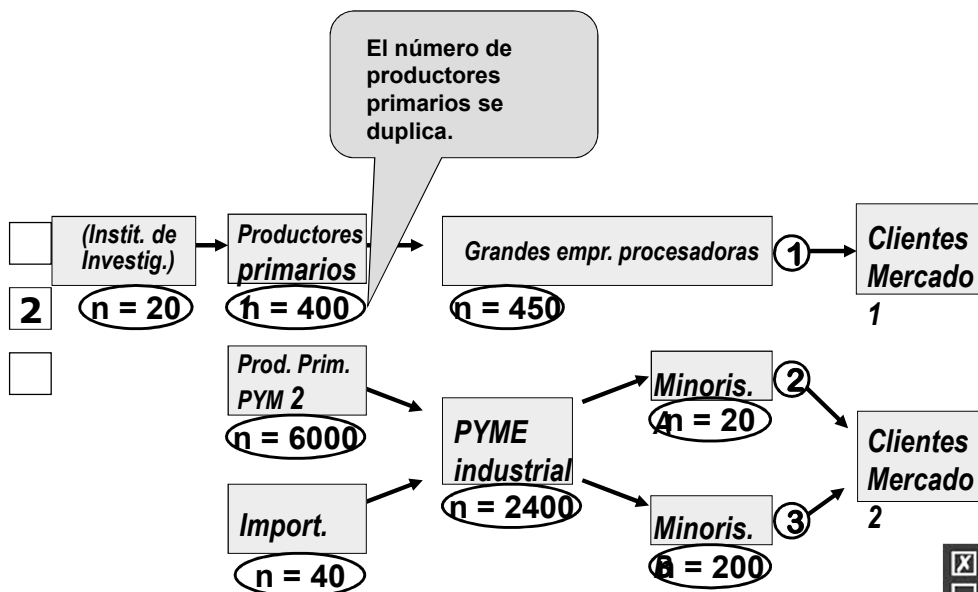 El número de
productores
primarios se
duplica.
(Instit. de
Investig.)
n = 20
Productores
primarios
1
n = 400
Grandes empr. procesadoras
n = 450
1
Clientes
Mercado
1
2
Prod. Prim.
PYM 2
n = 6000
Import.
n = 40
PYME
industrial
n = 2400
Minoris.
A
n = 20
2
Minoris.
B
n = 200
3
Clientes
Mercado
2